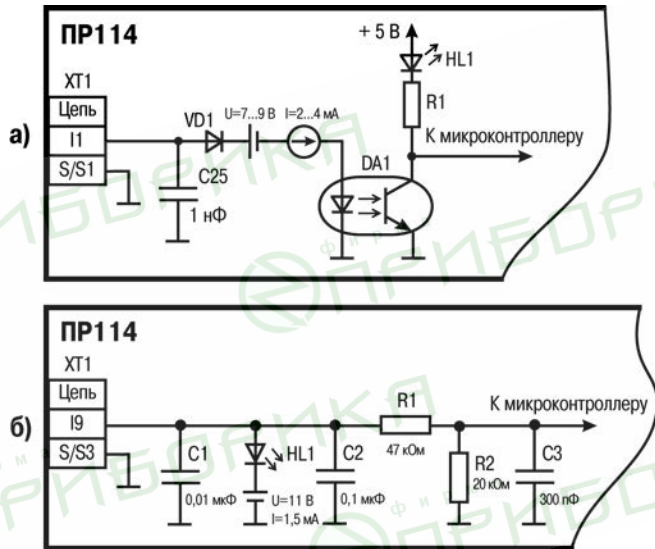 а)
ПР114
XT1
Цепь
I1
S/S1
VD1
U=7...9 В
I=2...4 мА
C25
1 нФ
+ 5 В
HL1
R1
К микроконтроллеру
DA1
б)
ПР114
XT1
Цепь
I9
S/S3
C1
0,01 мкФ
HL1
U=11 В
I=1,5 мА
C2
0,1 мкФ
R1
47 кОм
R2
20 кОм
C3
300 пФ
К микроконтроллеру
ПРИБОРИКА